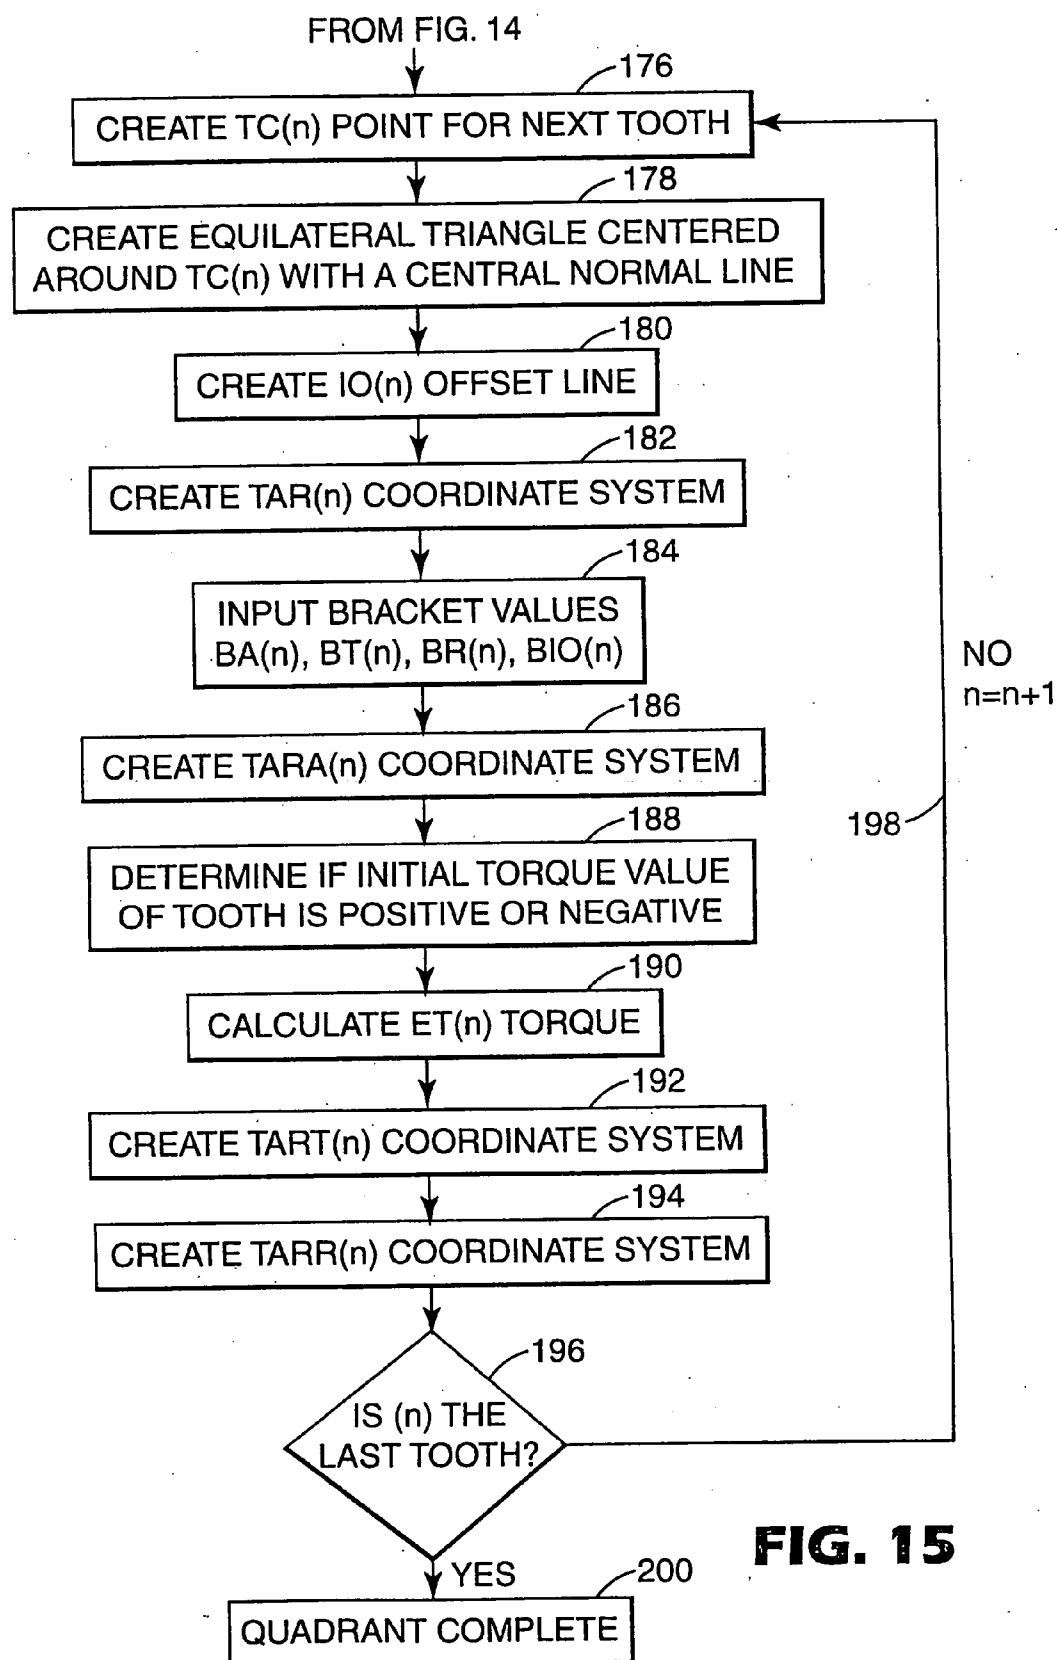 FROM FIG. 14
176
CREATE TC(n) POINT FOR NEXT TOOTH
178
CREATE EQUILATERAL TRIANGLE CENTERED
AROUND TC(n) WITH A CENTRAL NORMAL LINE
180
CREATE IO(n) OFFSET LINE
182
CREATE TAR(n) COORDINATE SYSTEM
184
INPUT BRACKET VALUES
BA(n), BT(n), BR(n), BIO(n)
NO
n=n+1
186
CREATE TARA(n) COORDINATE SYSTEM
198
188
DETERMINE IF INITIAL TORQUE VALUE
OF TOOTH IS POSITIVE OR NEGATIVE
190
CALCULATE ET(n) TORQUE
192
CREATE TART(n) COORDINATE SYSTEM
194
CREATE TARR(n) COORDINATE SYSTEM
196
IS (n) THE
LAST TOOTH?
FIG. 15
YES
200
QUADRANT COMPLETE